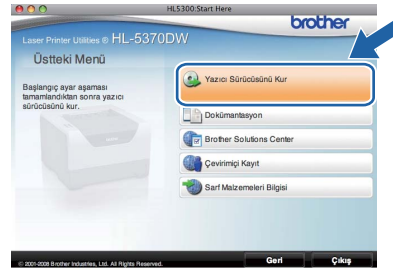 HL5300:Start Here
brother
Laser Printer Utilities ® HL-5370DW
Üstteki Menü
Başlangıç ayar aşaması
tamamlandıktan sonra yazıcı
sürücüsünü kur.
Yazıcı Sürücüsünü Kur
Dokümantasyon
Brother Solutions Center
Çevirimiçi Kayıt
Sarf Malzemeleri Bilgisi
© 2001-2008 Brother Industries, Ltd. All Rights Reserved.
Geri
Çıkış